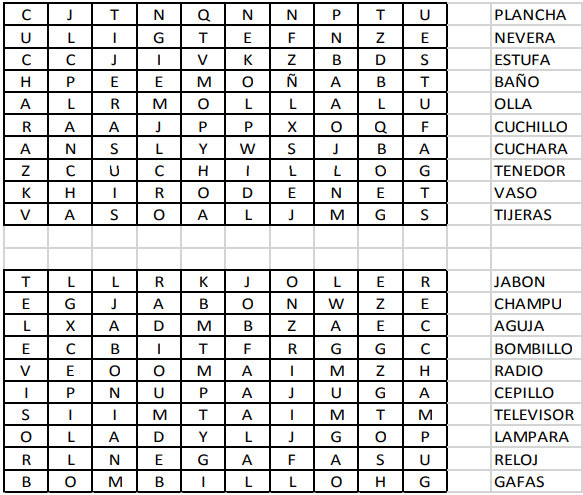 C J T N Q N N P T U PLANCHA
U L I G T E F N Z E NEVERA
C C J I V K Z B D S ESTUFA
H P E E M O Ñ A B T BAÑO
A L R M O L L A L U OLLA
R A A J P P X O Q F CUCHILLO
A N S L Y W S J B A CUCHARA
Z C U C H I L L O G TENEDOR
K H I R O D E N E T VASO
V A S O A L J M G S TIJERAS
T L L R K J O L E R JABON
E G J A B O N W Z E CHAMPU
L X A D M B Z A E C AGUJA
E C B I T F R G G C BOMBILLO
V E O O M A I M Z H RADIO
I P N U P A J U G A CEPILLO
S I I M T A I M T M TELEVISOR
O L A D Y L J G O P LAMPARA
R L N E G A F A S U RELOJ
B O M B I L L O H G GAFAS